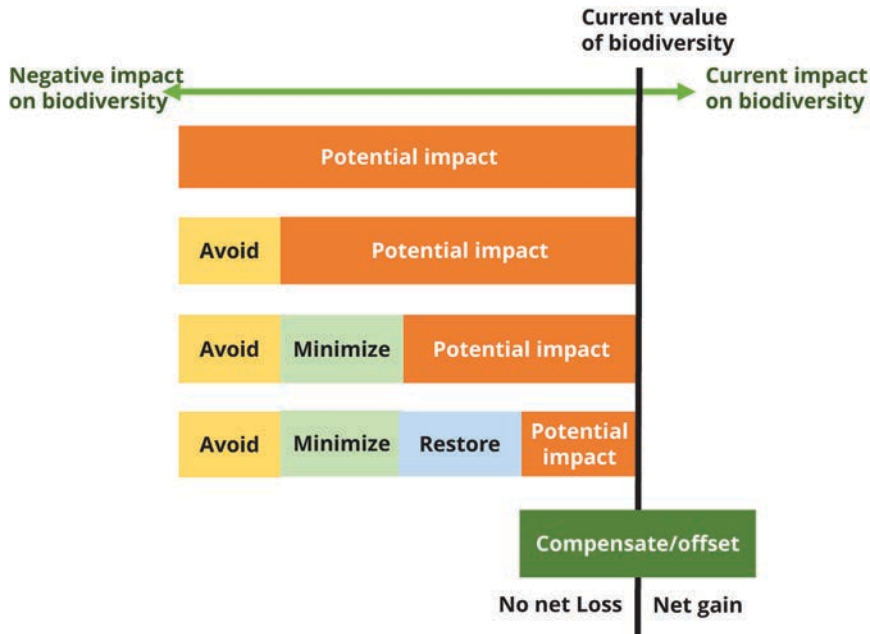 Current value
of biodiversity
Negative impact
on biodiversity
Current impact
on biodiversity
Potential impact
Avoid
Potential impact
Avoid
Minimize
Potential impact
Avoid
Minimize
Restore
Potential
impact
Compensate/offset
No net Loss
Net gain